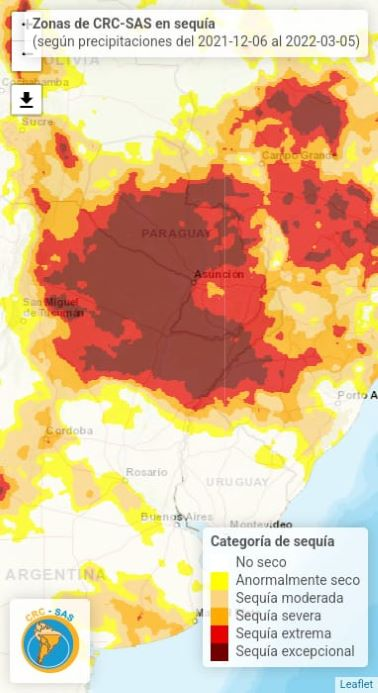 Zonas de CRC-SAS en sequía
(según precipitaciones del 2021-12-06 al 2022-03-05)
BOLIVIA
Cochabamba
Sucre
Campo Grande
PARAGUAY
Asunción
San Miguel
de Tucumán
Porto A
Córdoba
Rosario
URUGUAY
Buenos Aires
Montevideo
ARGENTINA
Categoría de sequía
No seco
Anormalmente seco
Sequía moderada
Sequía severa
Sequía extrema
Sequía excepcional
CRC - SAS
Leaflet